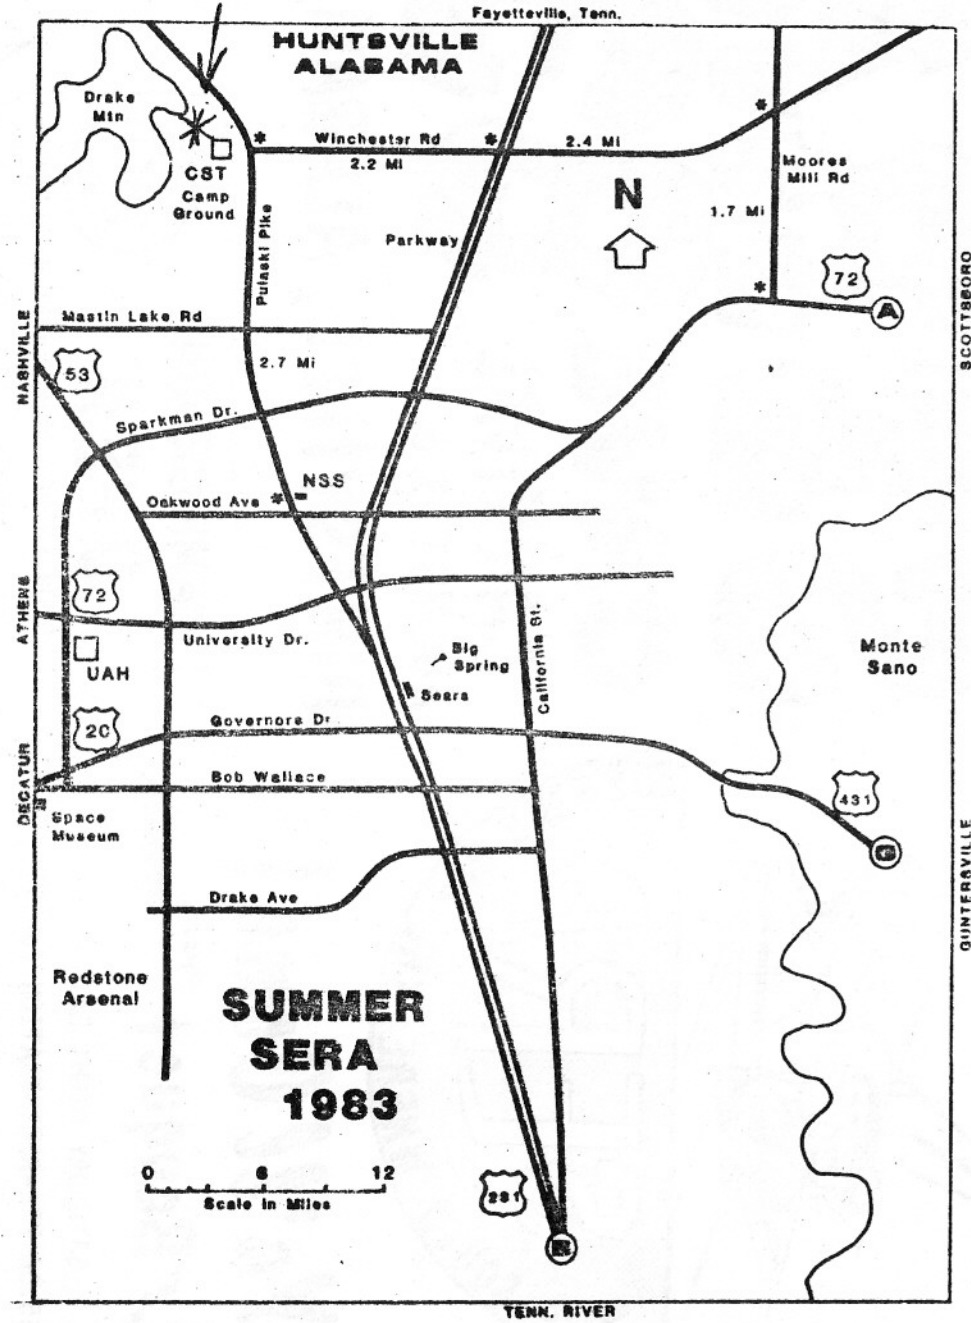 Fayetteville, Tenn.
HUNTSVILLE
ALABAMA
Drake
Mtn
*
Winchester Rd
*
2.4 Mi
*
2.2 Mi
Moores
Mill Rd
CST
Camp
Ground
N
1.7 Mi
Pulaski Pike
Parkway
72
*
A
SCOTTSBORO
Mastin Lake Rd
NASHVILLE
53
2.7 Mi
Sparkman Dr.
NSS
Oakwood Ave
*
ATHENS
72
University Dr.
California St.
UAH
Big
Spring
Sears
Monte
Sano
20
Governors Dr
DECATUR
Bob Wallace
431
Space
Museum
G
GUNTERSVILLE
Drake Ave
Redstone
Arsenal
SUMMER
SERA
1983
0 6 12
Scale in Miles
231
TENN. RIVER